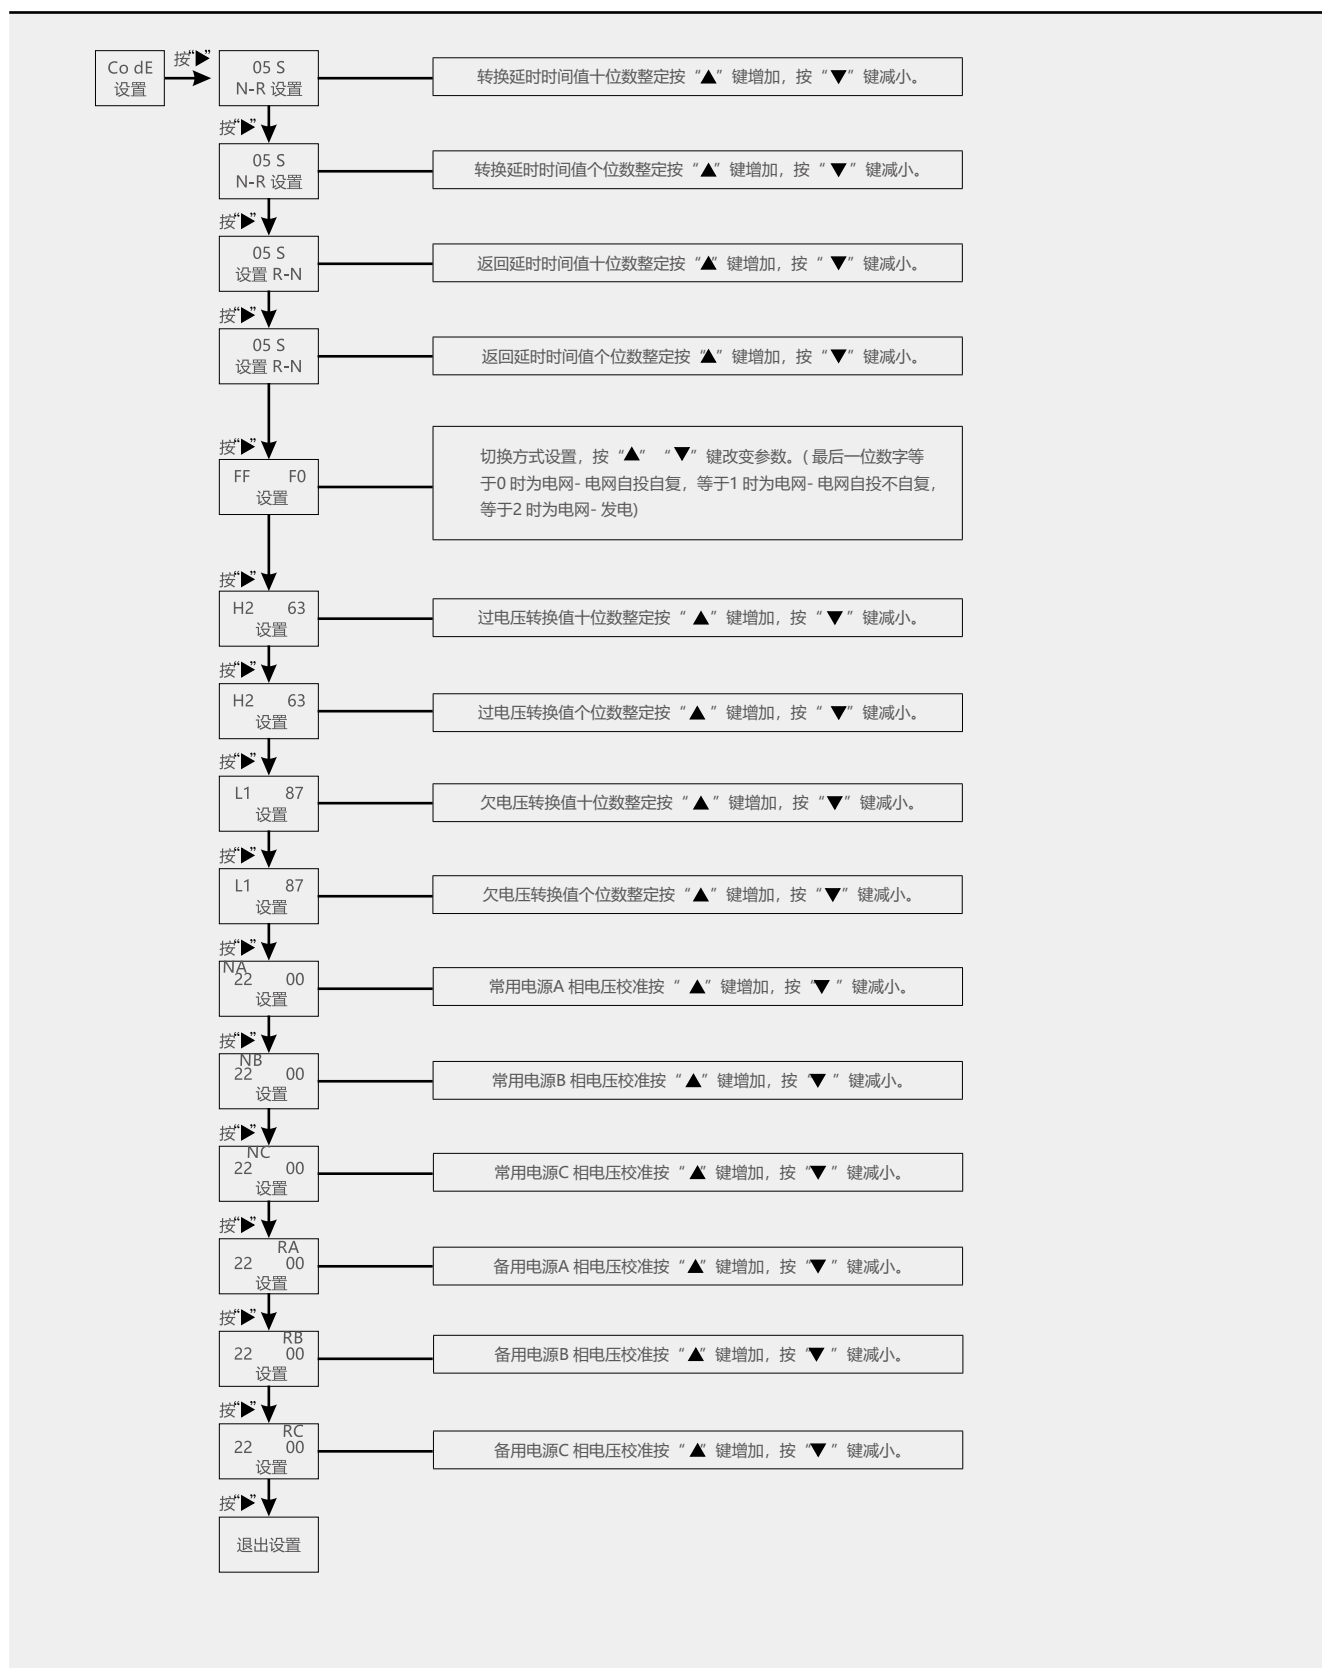 Co dE
设置
按“▶”
05 S
N-R 设置
转换延时时间值十位数整定按“▲”键增加，按“▼”键减小。
按“▶”
05 S
N-R 设置
转换延时时间值个位数整定按“▲”键增加，按“▼”键减小。
按“▶”
05 S
设置 R-N
返回延时时间值十位数整定按“▲”键增加，按“▼”键减小。
按“▶”
05 S
设置 R-N
返回延时时间值个位数整定按“▲”键增加，按“▼”键减小。
按“▶”
FF F0
设置
切换方式设置，按“▲”“▼”键改变参数。( 最后一位数字等
于0 时为电网- 电网自投自复，等于1 时为电网- 电网自投不自复，
等于2 时为电网- 发电)
按“▶”
H2 63
设置
过电压转换值十位数整定按“▲”键增加，按“▼”键减小。
按“▶”
H2 63
设置
过电压转换值个位数整定按“▲”键增加，按“▼”键减小。
按“▶”
L1 87
设置
欠电压转换值十位数整定按“▲”键增加，按“▼”键减小。
按“▶”
L1 87
设置
欠电压转换值个位数整定按“▲”键增加，按“▼”键减小。
按“▶”
NA
22 00
设置
常用电源A 相电压校准按“▲”键增加，按“▼”键减小。
按“▶”
NB
22 00
设置
常用电源B 相电压校准按“▲”键增加，按“▼”键减小。
按“▶”
NC
22 00
设置
常用电源C 相电压校准按“▲”键增加，按“▼”键减小。
按“▶”
RA
22 00
设置
备用电源A 相电压校准按“▲”键增加，按“▼”键减小。
按“▶”
RB
22 00
设置
备用电源B 相电压校准按“▲”键增加，按“▼”键减小。
按“▶”
RC
22 00
设置
备用电源C 相电压校准按“▲”键增加，按“▼”键减小。
按“▶”
退出设置